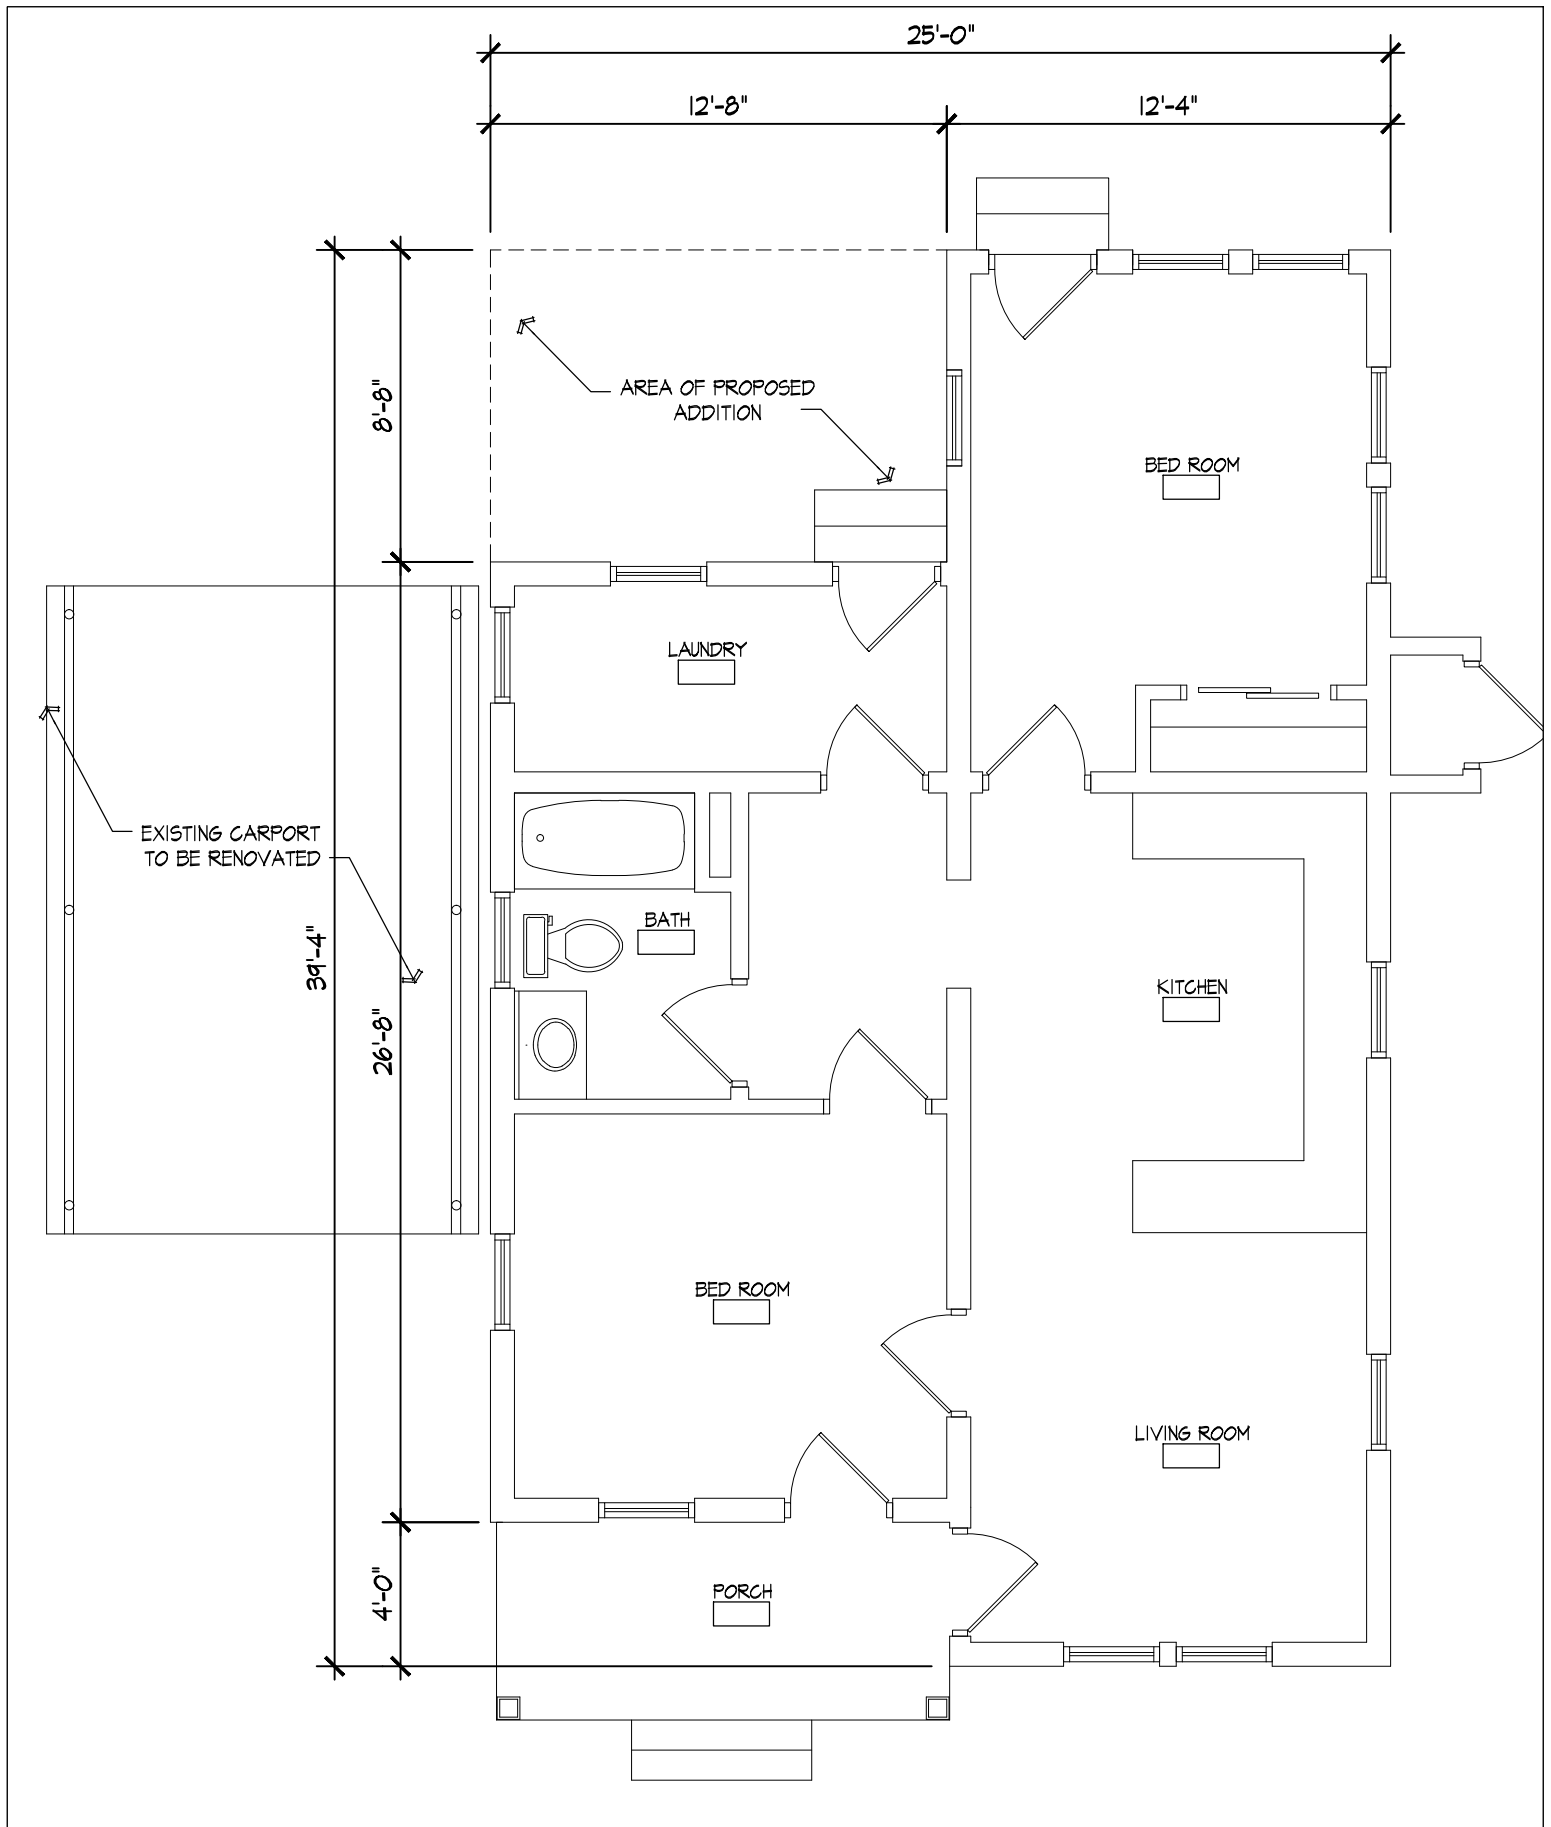 25'-0"
12'-8"
12'-4"
8'-8"
AREA OF PROPOSED
ADDITION
BED ROOM
LAUNDRY
EXISTING CARPORT
TO BE RENOVATED
BATH
39'-4"
26'-8"
KITCHEN
BED ROOM
LIVING ROOM
4'-0"
PORCH